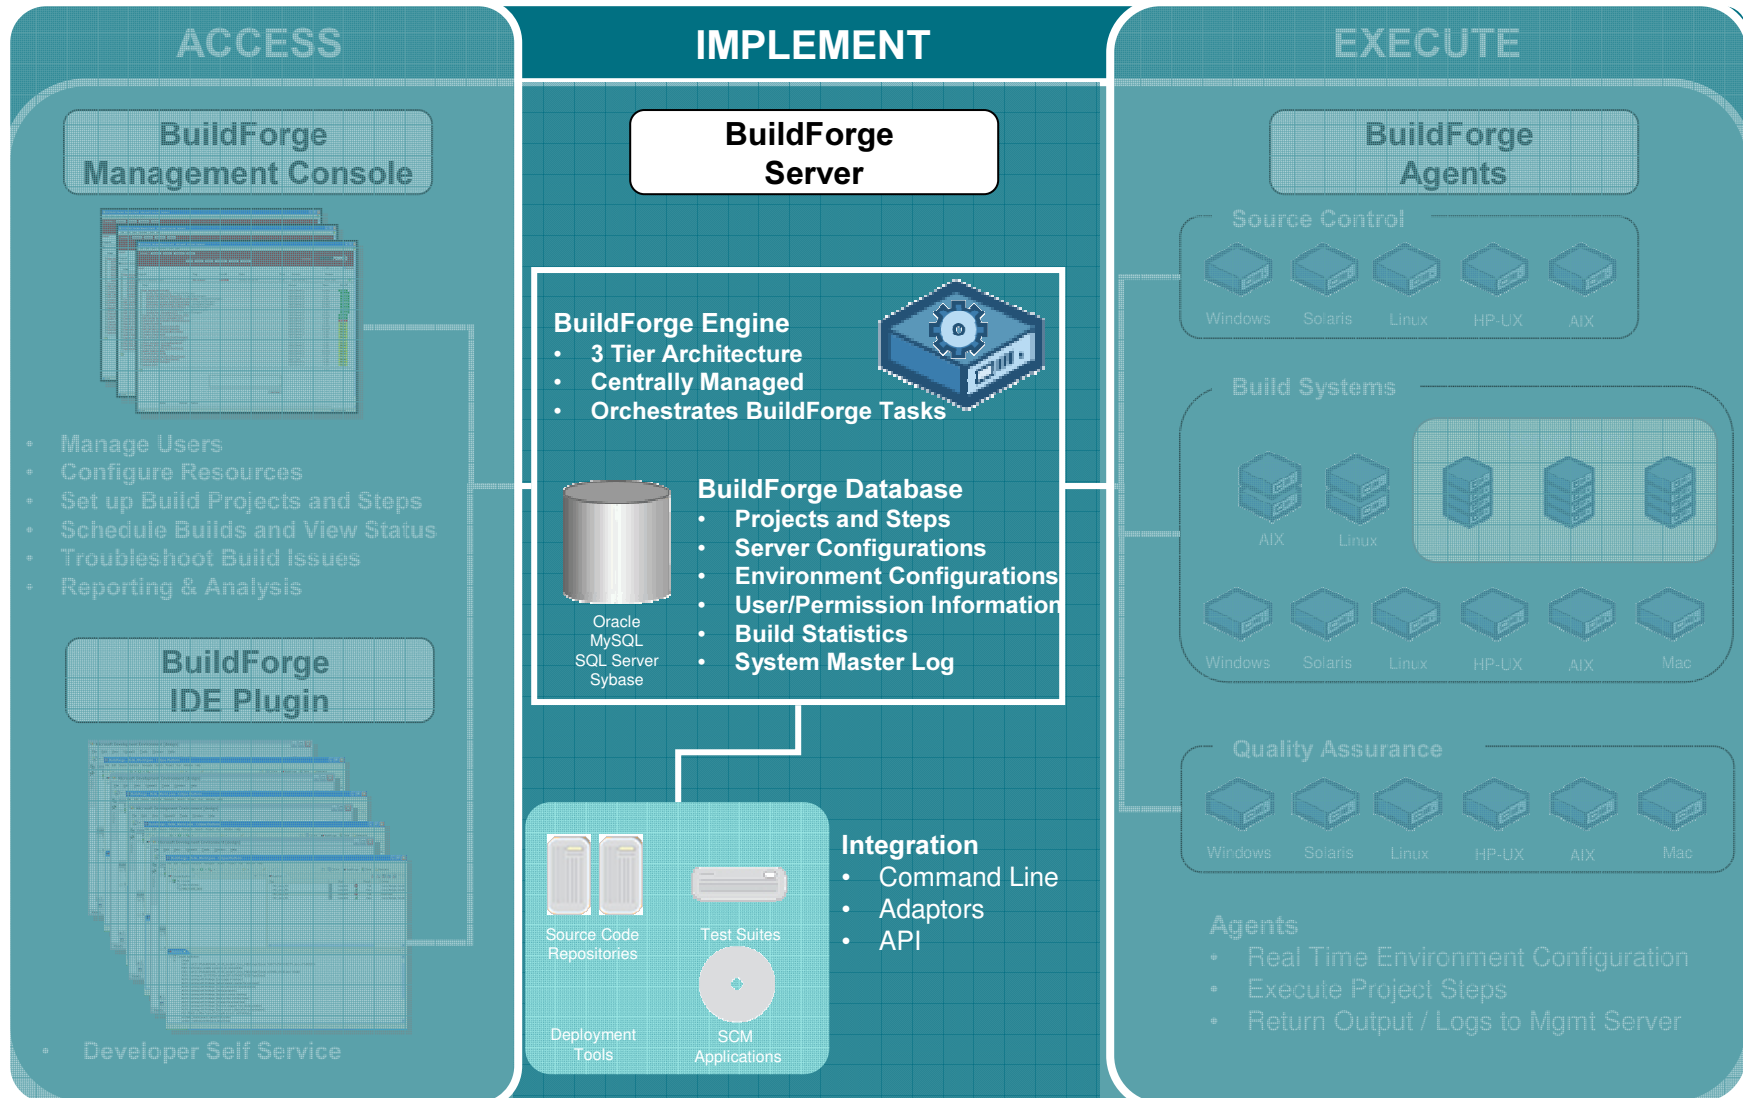 ACCESS
BuildForge
Management Console
• Manage Users
• Configure Resources
• Set up Build Projects and Steps
• Schedule Builds and View Status
• Troubleshoot Build Issues
• Reporting & Analysis
BuildForge
IDE Plugin
• Developer Self Service
IMPLEMENT
BuildForge
Server
BuildForge Engine
• 3 Tier Architecture
• Centrally Managed
• Orchestrates BuildForge Tasks
BuildForge Database
• Projects and Steps
• Server Configurations
• Environment Configurations
• User/Permission Information
• Build Statistics
• System Master Log
Oracle
MySQL
SQL Server
Sybase
Source Code
Repositories
Test Suites
Deployment
Tools
SCM
Applications
Integration
• Command Line
• Adaptors
• API
EXECUTE
BuildForge
Agents
Source Control
Windows Solaris Linux HP-UX AIX
Build Systems
AIX Linux
Windows Solaris Linux HP-UX AIX Mac
Quality Assurance
Windows Solaris Linux HP-UX AIX Mac
Agents
• Real Time Environment Configuration
• Execute Project Steps
• Return Output / Logs to Mgmt Server